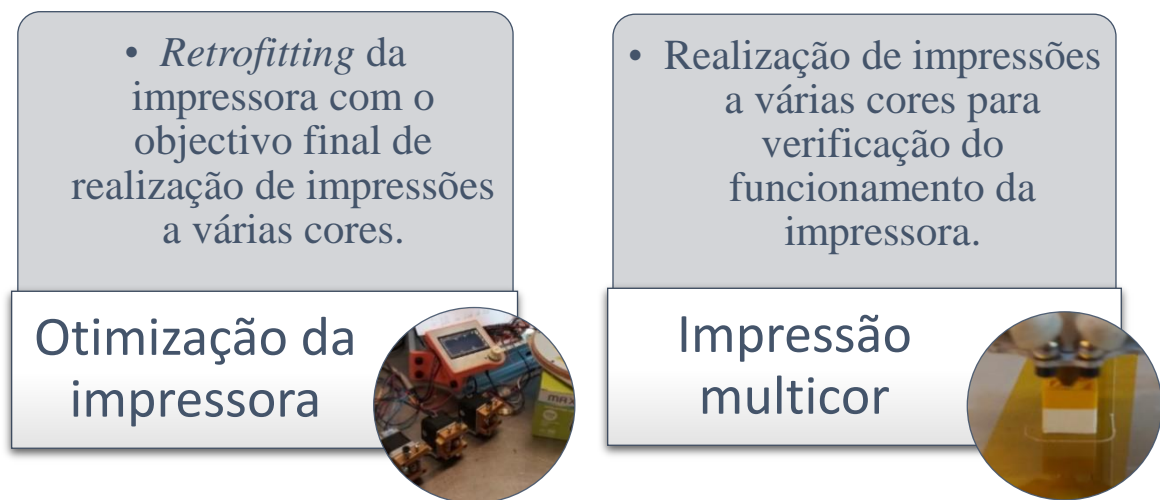 • Retrofitting da
impressora com o
objectivo final de
realização de impressões
a várias cores.
Otimização da
impressora
• Realização de impressões
a várias cores para
verificação do
funcionamento da
impressora.
Impressão
multicor